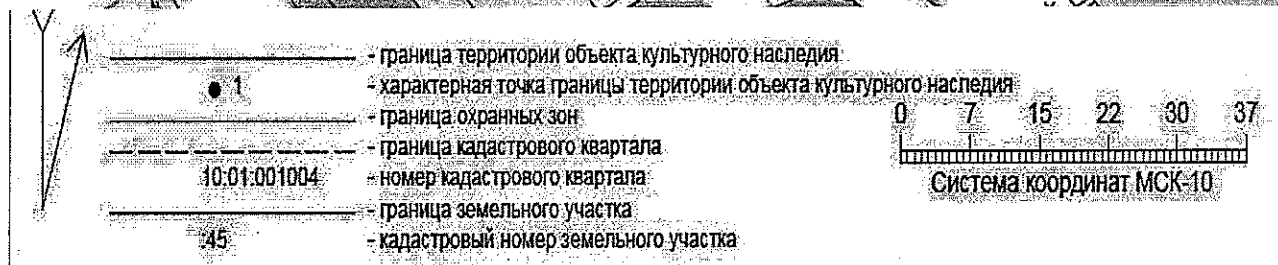 - граница территории объекта культурного наследия
1 - характерная точка границы территории объекта культурного наследия
- граница охранных зон
- граница кадастрового квартала
10:01:001004 - номер кадастрового квартала
- граница земельного участка
:45 - кадастровый номер земельного участка
0 7 15 22 30 37
Система координат МСК-10